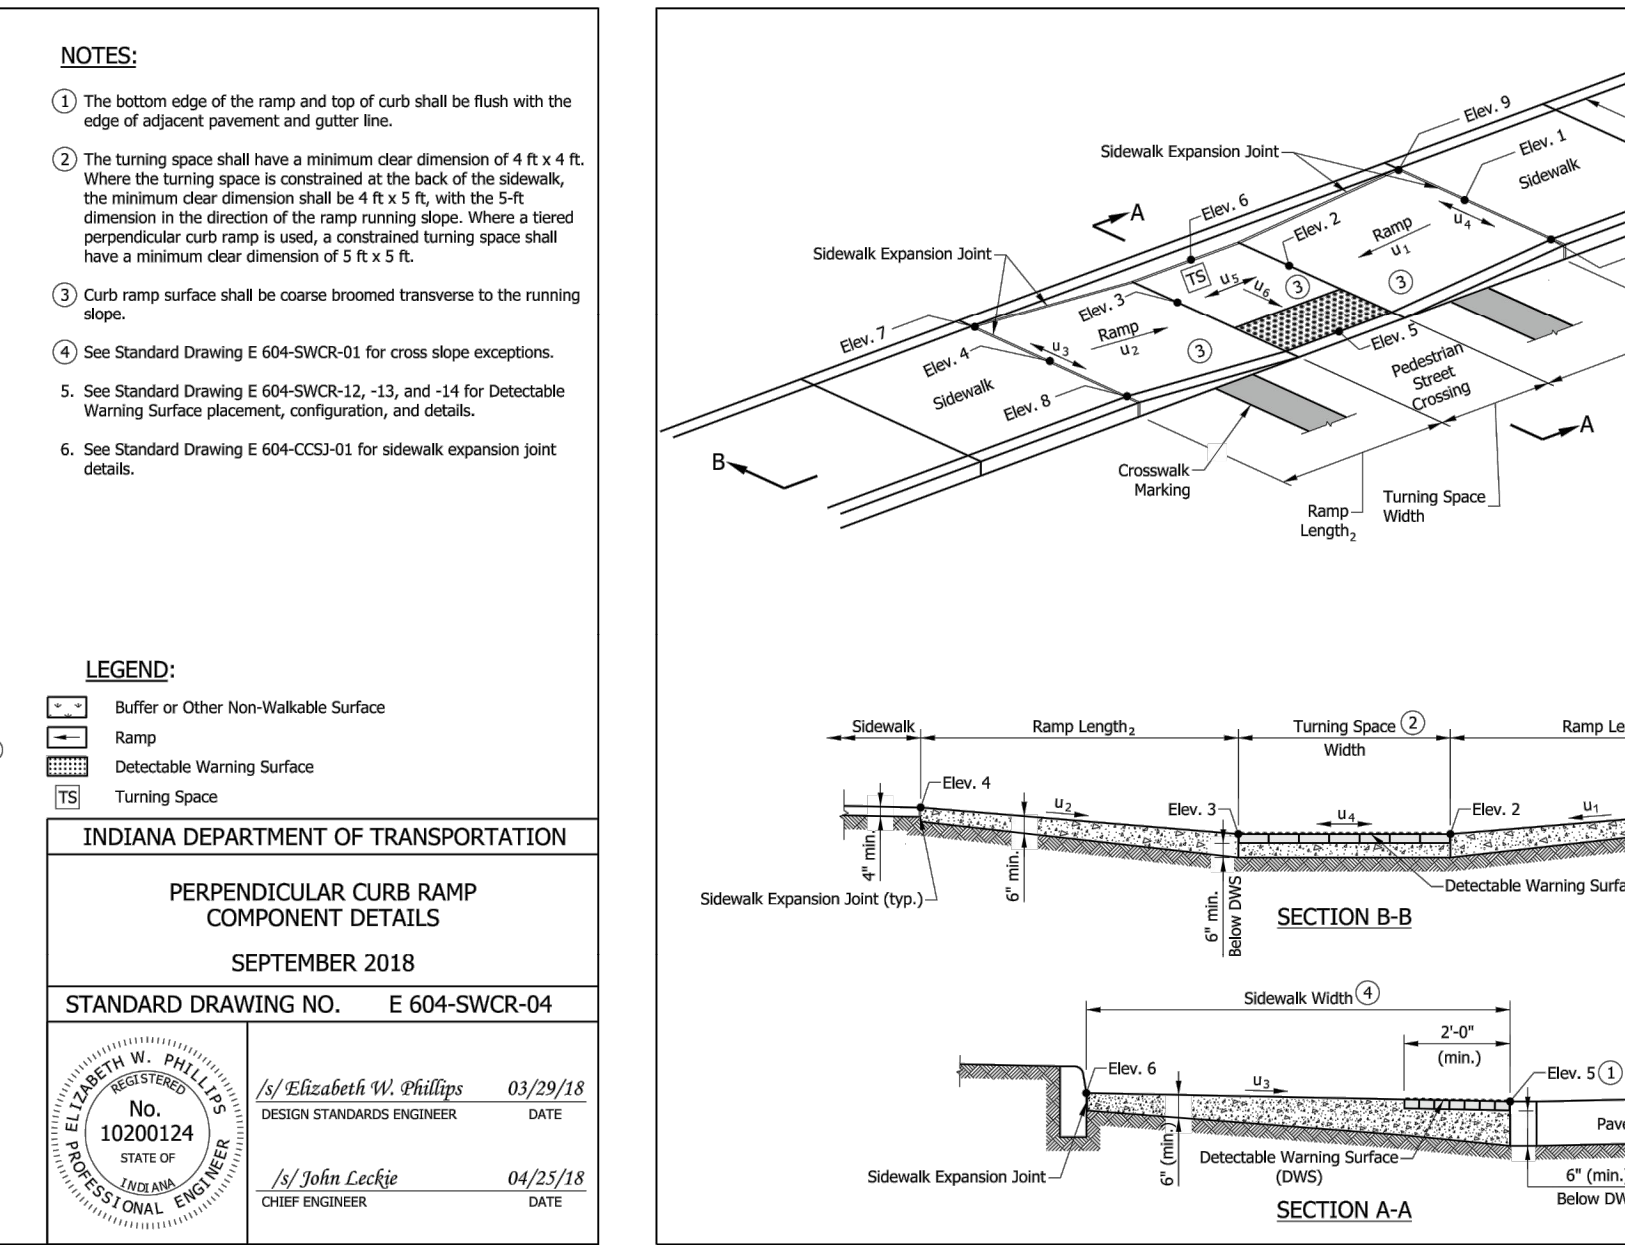 NOTES:
1 The bottom edge of the ramp and top of curb shall be flush with the
edge of adjacent pavement and gutter line.
2 The turning space shall have a minimum clear dimension of 4 ft x 4 ft.
Where the turning space is constrained at the back of the sidewalk,
the minimum clear dimension shall be 4 ft x 5 ft, with the 5-ft
dimension in the direction of the ramp running slope. Where a tiered
perpendicular curb ramp is used, a constrained turning space shall
have a minimum clear dimension of 5 ft x 5 ft.
3 Curb ramp surface shall be coarse broomed transverse to the running
slope.
4 See Standard Drawing E 604-SWCR-01 for cross slope exceptions.
5. See Standard Drawing E 604-SWCR-12, -13, and -14 for Detectable
Warning Surface placement, configuration, and details.
6. See Standard Drawing E 604-CCSJ-01 for sidewalk expansion joint
details.
LEGEND:
Buffer or Other Non-Walkable Surface
Ramp
Detectable Warning Surface
TS Turning Space
INDIANA DEPARTMENT OF TRANSPORTATION
PERPENDICULAR CURB RAMP
COMPONENT DETAILS
SEPTEMBER 2018
STANDARD DRAWING NO. E 604-SWCR-04
ELIZABETH W. PHILLIPS
REGISTERED
No.
10200124
STATE OF
INDIANA
PROFESSIONAL ENGINEER
/s/ Elizabeth W. Phillips 03/29/18
DESIGN STANDARDS ENGINEER DATE
/s/ John Leckie 04/25/18
CHIEF ENGINEER DATE
Elev. 9
Elev. 1
Sidewalk
Sidewalk Expansion Joint
A
Elev. 6
Elev. 2
Ramp
u1
u4
3
Sidewalk Expansion Joint
TS
u5
u6
3
Elev. 3
Ramp
u2
3
Elev. 7
u3
Elev. 4
Sidewalk
Elev. 8
Elev. 5
Pedestrian
Street
Crossing
A
B
Crosswalk
Marking
Ramp
Length2
Turning Space
Width
Sidewalk
Ramp Length2
Turning Space 2
Width
Ramp Le
Elev. 4
u2
Elev. 3
u4
Elev. 2
u1
4" min.
6" min.
6" min.
Below DWS
Sidewalk Expansion Joint (typ.)
Detectable Warning Surfa
SECTION B-B
Sidewalk Width 4
2'-0"
(min.)
Elev. 6
u3
Elev. 5 1
Pave
6" (min.)
Sidewalk Expansion Joint
Detectable Warning Surface
(DWS)
6" (min.
Below DW
SECTION A-A